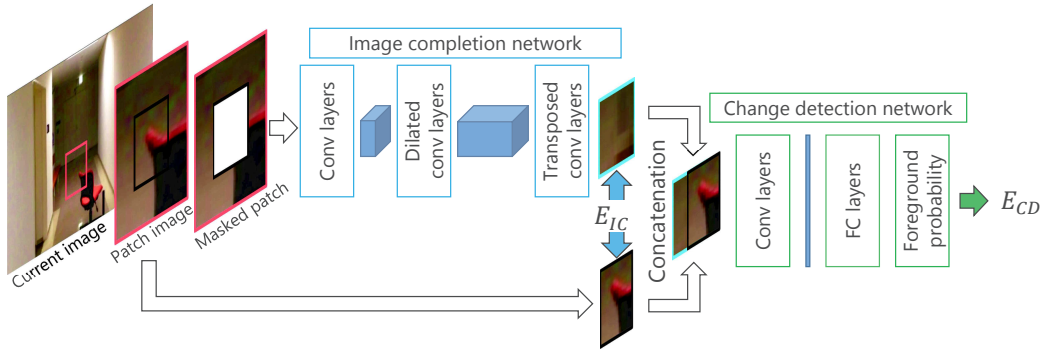 Image completion network
Conv layers
Dilated
conv layers
Transposed
conv layers
Current image
Patch image
Masked patch
E_IC
Concatenation
Change detection network
Conv layers
FC layers
Foreground
probability
E_CD